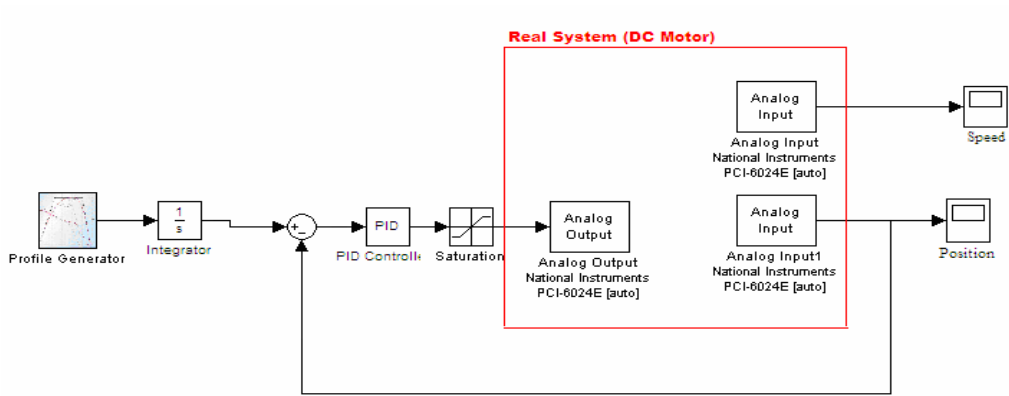 Real System (DC Motor)
Analog
Input
Analog Input
National Instruments
PCI-6024E [auto]
Speed
Profile Generator
1
s
Integrator
+
−
PID
PID Controlle
Saturation
Analog
Output
Analog Output
National Instruments
PCI-6024E [auto]
Analog
Input
Analog Input1
National Instruments
PCI-6024E [auto]
Position